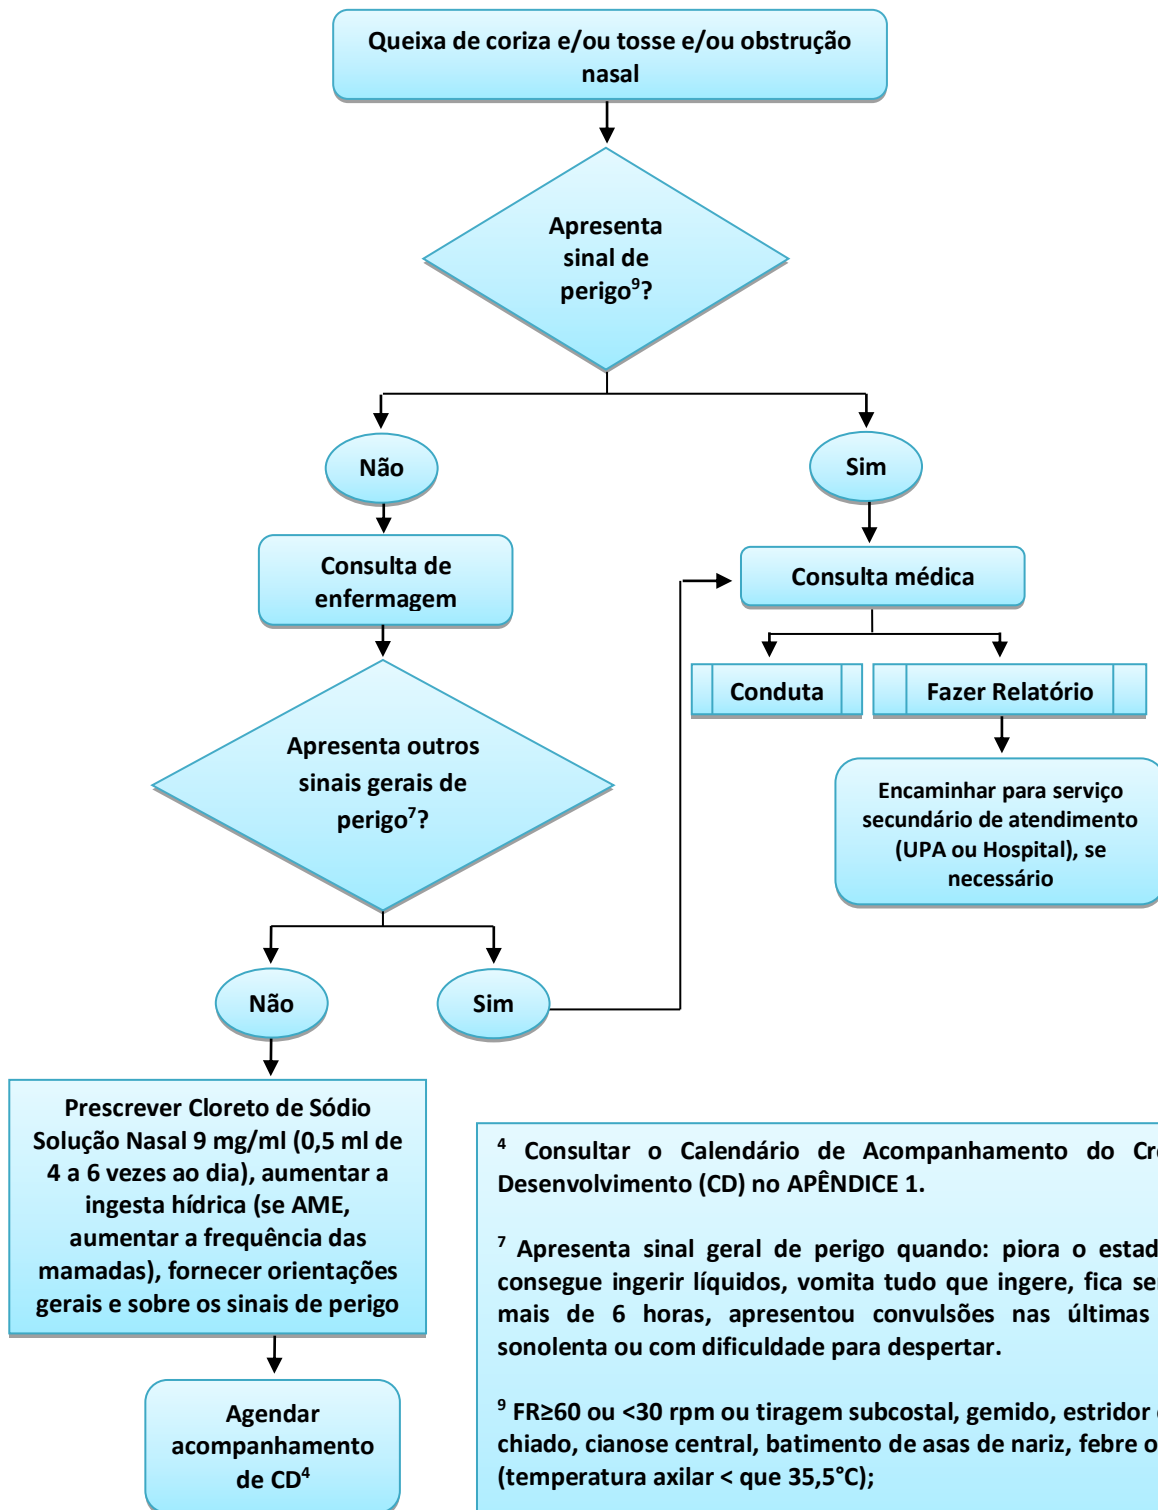 Queixa de coriza e/ou tosse e/ou obstrução
nasal
Apresenta
sinal de
perigo⁹?
Não
Sim
Consulta de
enfermagem
Consulta médica
Conduta
Fazer Relatório
Apresenta outros
sinais gerais de
perigo⁷?
Encaminhar para serviço
secundário de atendimento
(UPA ou Hospital), se
necessário
Não
Sim
Prescrever Cloreto de Sódio
Solução Nasal 9 mg/ml (0,5 ml de
4 a 6 vezes ao dia), aumentar a
ingesta hídrica (se AME,
aumentar a frequência das
mamadas), fornecer orientações
gerais e sobre os sinais de perigo
Agendar
acompanhamento
de CD⁴
⁴ Consultar o Calendário de Acompanhamento do
Desenvolvimento (CD) no APÊNDICE 1.
⁷ Apresenta sinal geral de perigo quando: piora o
consegue ingerir líquidos, vomita tudo que ingere, fica
mais de 6 horas, apresentou convulsões nas últimas
sonolenta ou com dificuldade para despertar.
⁹ FR≥60 ou <30 rpm ou tiragem subcostal, gemido, estridor
chiado, cianose central, batimento de asas de nariz, febre
(temperatura axilar < que 35,5°C);